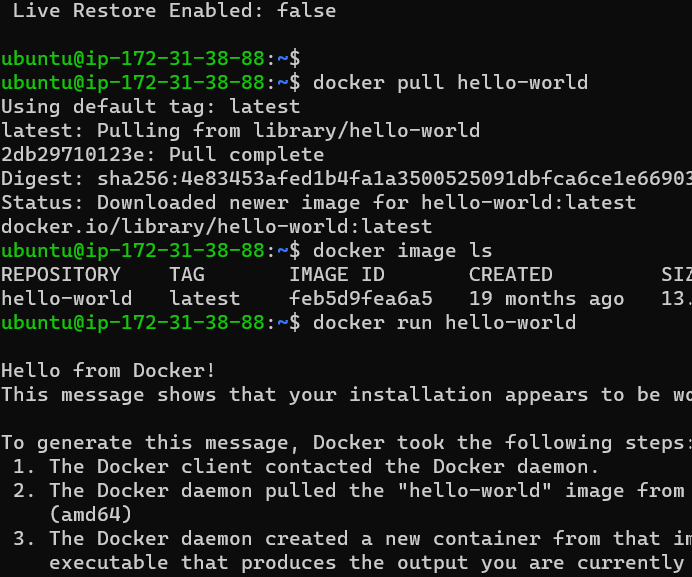 Live Restore Enabled: false
ubuntu@ip-172-31-38-88:~$
ubuntu@ip-172-31-38-88:~$ docker pull hello-world
Using default tag: latest
latest: Pulling from library/hello-world
2db29710123e: Pull complete
Digest: sha256:4e83453afed1b4fa1a3500525091dbfca6ce1e66903
Status: Downloaded newer image for hello-world:latest
docker.io/library/hello-world:latest
ubuntu@ip-172-31-38-88:~$ docker image ls
REPOSITORY TAG IMAGE ID CREATED SIZ
hello-world latest feb5d9fea6a5 19 months ago 13.
ubuntu@ip-172-31-38-88:~$ docker run hello-world
Hello from Docker!
This message shows that your installation appears to be wo
To generate this message, Docker took the following steps:
1. The Docker client contacted the Docker daemon.
2. The Docker daemon pulled the "hello-world" image from
(amd64)
3. The Docker daemon created a new container from that im
executable that produces the output you are currently